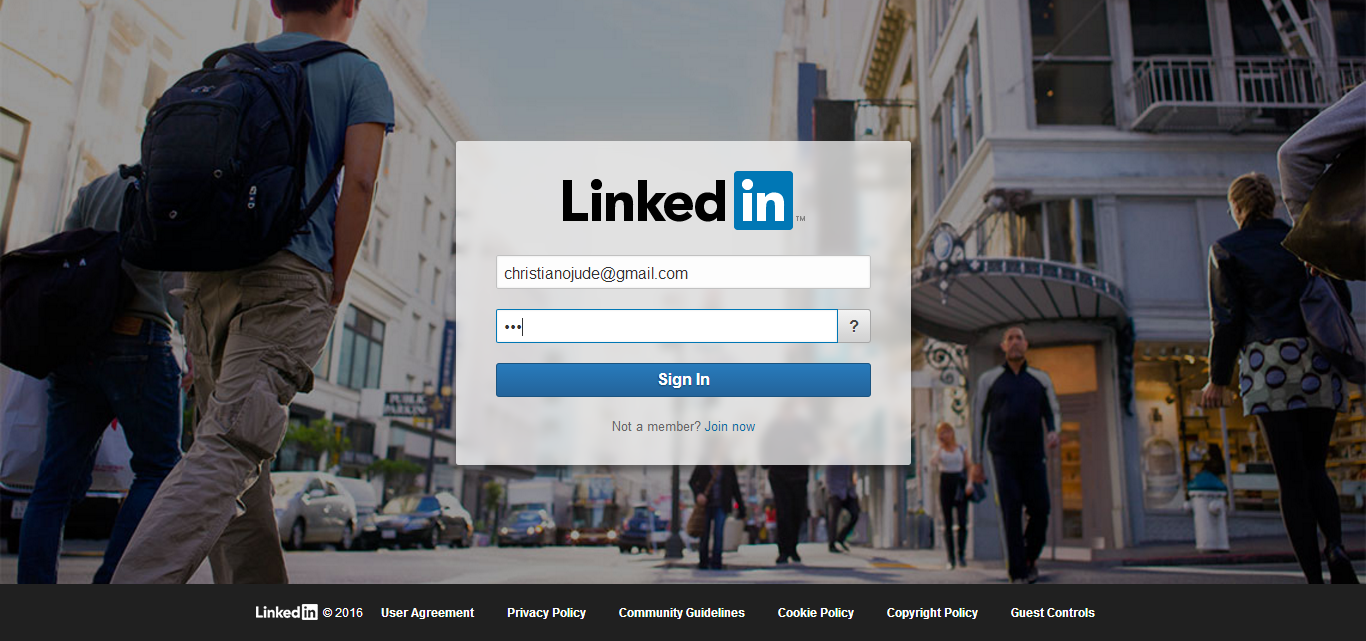 PUBLIC
PARKING
Linked in ™
christianojude@gmail.com
•••
?
Sign In
Not a member? Join now
Linked in © 2016 User Agreement Privacy Policy Community Guidelines Cookie Policy Copyright Policy Guest Controls